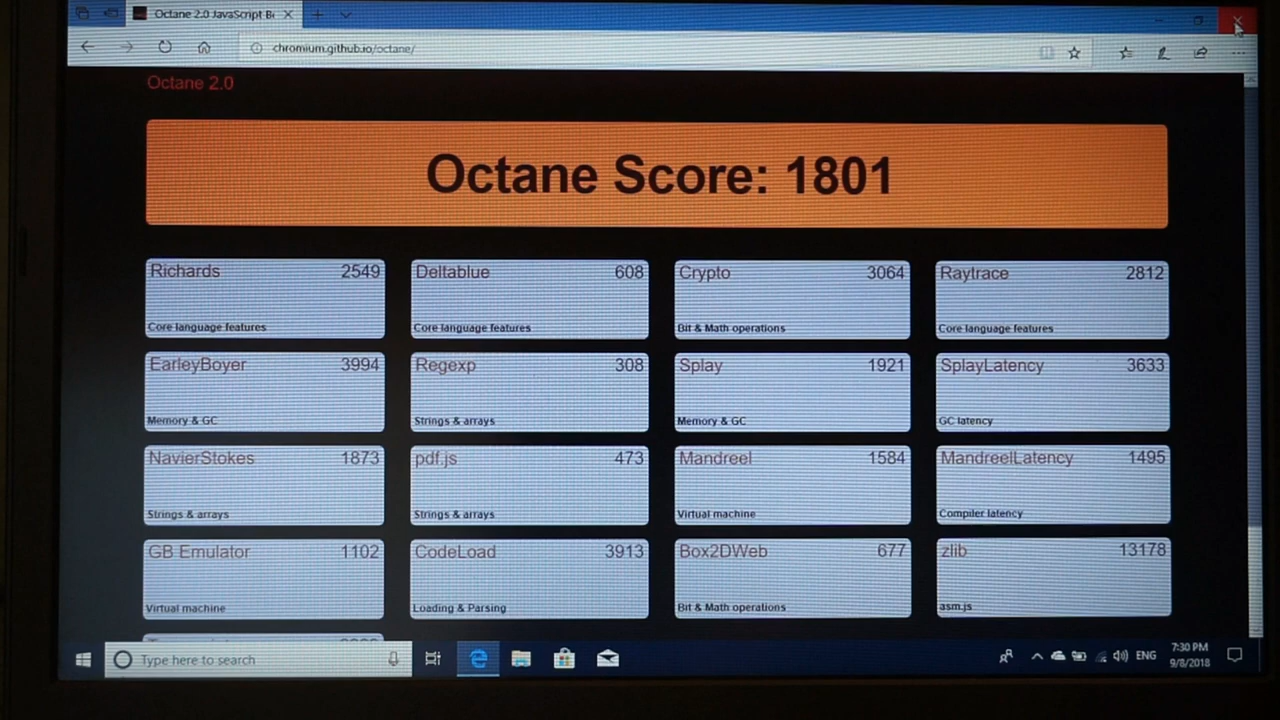 Octane 2.0 JavaScript B
chromium.github.io/octane/
Octane 2.0
Octane Score: 1801
Richards 2549
Core language features
Deltablue 608
Core language features
Crypto 3064
Bit & Math operations
Raytrace 2812
Core language features
EarleyBoyer 3994
Memory & GC
Regexp 308
Strings & arrays
Splay 1921
Memory & GC
SplayLatency 3633
GC latency
NavierStokes 1873
Strings & arrays
pdf.js 473
Strings & arrays
Mandreel 1584
Virtual machine
MandreelLatency 1495
Compiler latency
GB Emulator 1102
Virtual machine
CodeLoad 3913
Loading & Parsing
Box2DWeb 677
Bit & Math operations
zlib 13178
asm.js
Type here to search
ENG
7:30 PM
9/8/2018